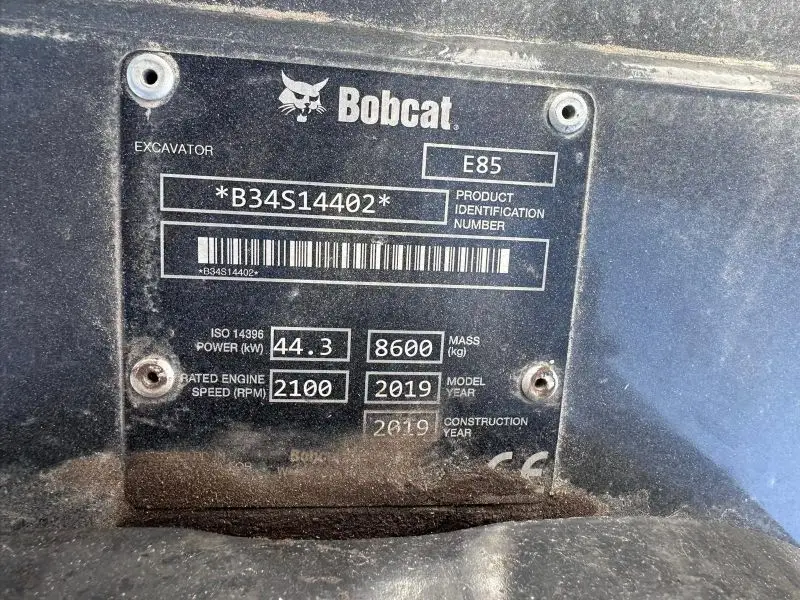 Bobcat
EXCAVATOR
E85
*B34S14402*
PRODUCT
IDENTIFICATION
NUMBER
*B34S14402*
ISO 14396
POWER (kW)
44.3
8600
MASS
(kg)
RATED ENGINE
SPEED (RPM)
2100
2019
MODEL
YEAR
2019
CONSTRUCTION
YEAR
Bobcat
CE